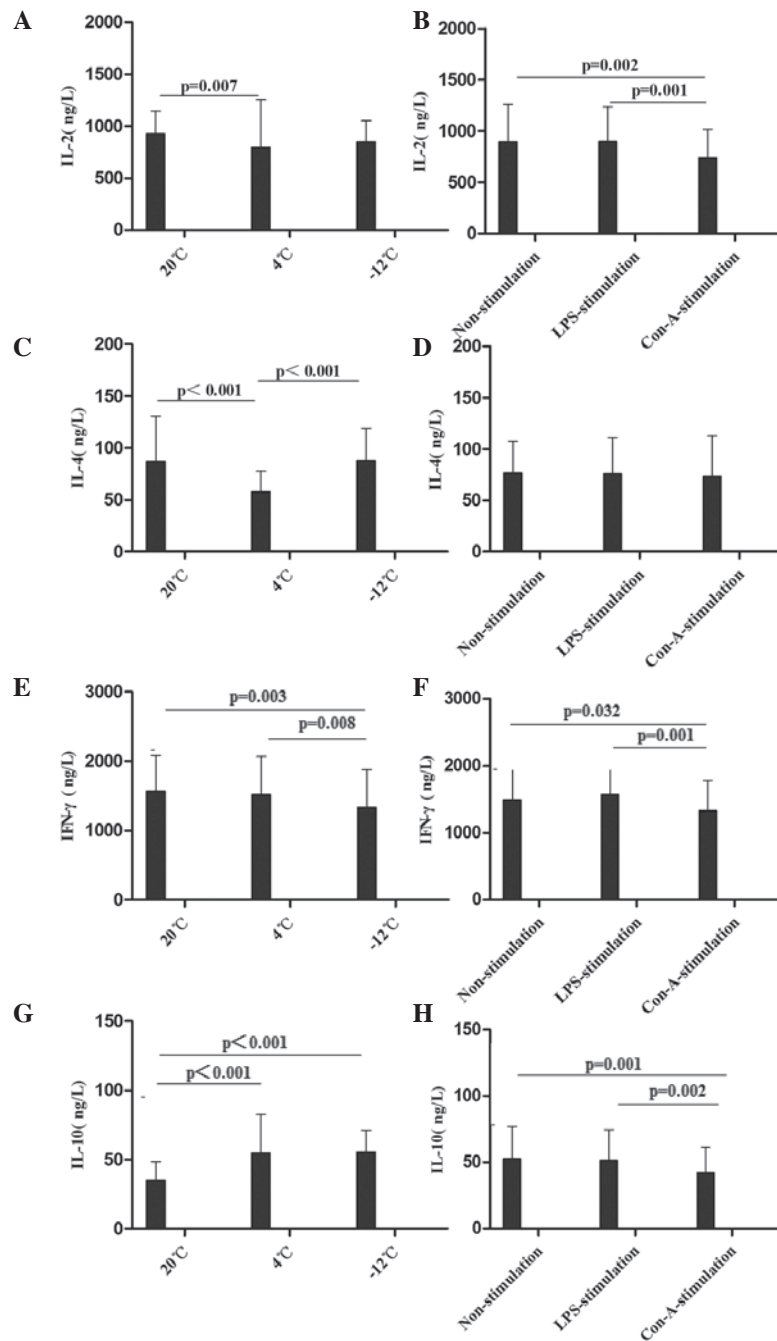 A
2000
1500
1000
500
0
IL-2( ng/L)
p=0.007
20℃
4℃
-12℃
B
2000
1500
1000
500
0
IL-2( ng/L)
p=0.002
p=0.001
Non-stimulation
LPS-stimulation
Con-A-stimulation
C
200
150
100
50
0
IL-4( ng/L)
p< 0.001
p< 0.001
20℃
4℃
-12℃
D
200
150
100
50
0
IL-4( ng/L)
Non-stimulation
LPS-stimulation
Con-A-stimulation
E
3000
2000
1000
0
IFN-γ ( ng/L)
p=0.003
p=0.008
20℃
4℃
-12℃
F
3000
2000
1000
0
IFN-γ ( ng/L)
p=0.032
p=0.001
Non-stimulation
LPS-stimulation
Con-A-stimulation
G
150
100
50
0
IL-10( ng/L)
p<0.001
p<0.001
20℃
4℃
-12℃
H
150
100
50
0
IL-10( ng/L)
p=0.001
p=0.002
Non-stimulation
LPS-stimulation
Con-A-stimulation